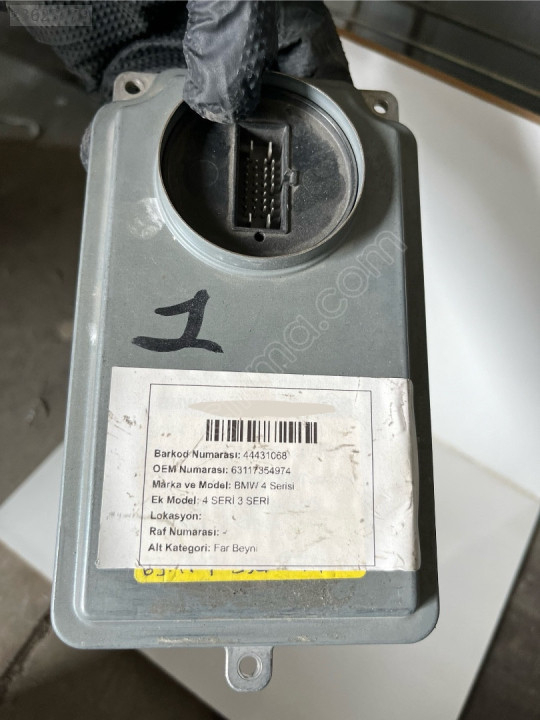 1
Barkod Numarası: 44431068
OEM Numarası: 63117354974
Marka ve Model: BMW 4 Serisi
Ek Model: 4 SERİ 3 SERİ
Lokasyon:
Raf Numarası: -
Alt Kategori: Far Beyni